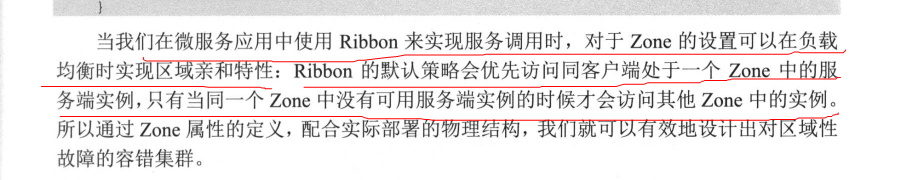 }
当我们在微服务应用中使用 Ribbon 来实现服务调用时，对于 Zone 的设置可以在负载
均衡时实现区域亲和特性：Ribbon 的默认策略会优先访问同客户端处于一个 Zone 中的服
务端实例，只有当同一个 Zone 中没有可用服务端实例的时候才会访问其他 Zone 中的实例。
所以通过 Zone 属性的定义，配合实际部署的物理结构，我们就可以有效地设计出对区域性
故障的容错集群。